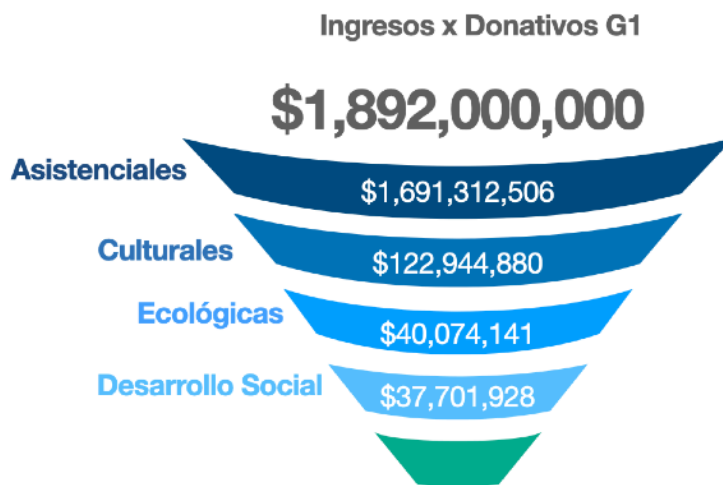 Ingresos x Donativos G1
$1,892,000,000
Asistenciales
$1,691,312,506
Culturales
$122,944,880
Ecológicas
$40,074,141
Desarrollo Social
$37,701,928